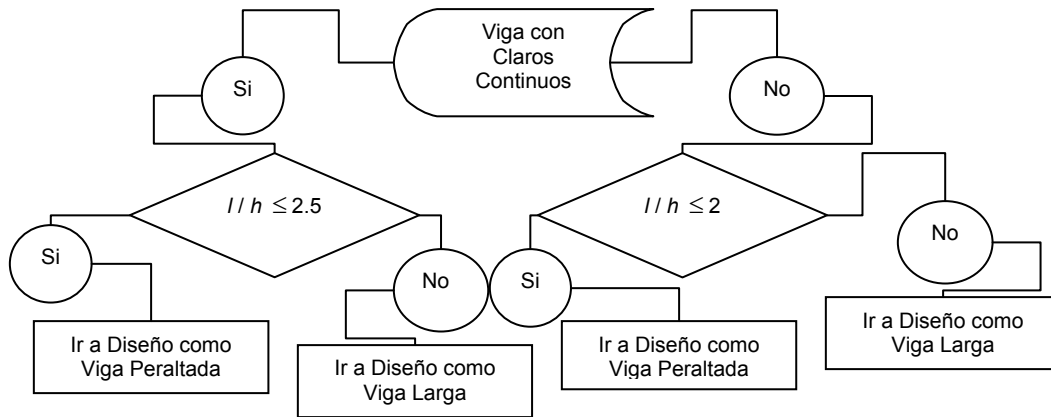 Viga con
Claros
Continuos
Si
No
l / h ≤ 2.5
l / h ≤ 2
Si
No
Si
No
Ir a Diseño como
Viga Peraltada
Ir a Diseño como
Viga Larga
Ir a Diseño como
Viga Peraltada
Ir a Diseño como
Viga Larga